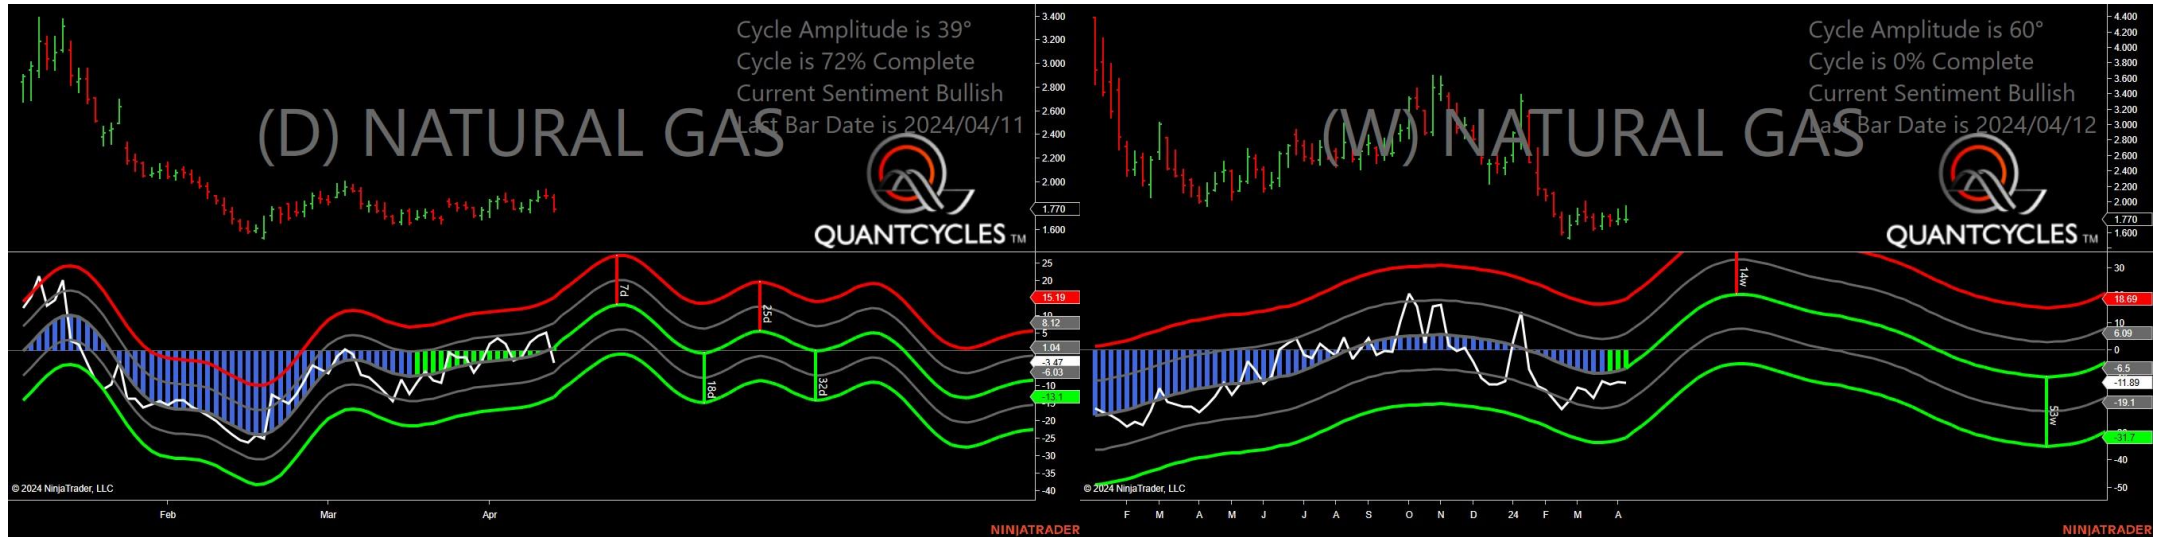 Cycle Amplitude is 39°
Cycle is 72% Complete
Current Sentiment Bullish
Last Bar Date is 2024/04/11
(D) NATURAL GAS
QUANTCYCLES TM
3.400
3.200
3.000
2.800
2.600
2.400
2.200
2.000
1.770
1.600
25
20
15.19
10
8.12
5
1.04
-3.47
-6.03
-10
-13.1
-15
-20
-25
-30
-35
-40
7d
18d
25d
32d
© 2024 NinjaTrader, LLC
Feb Mar Apr
NINJATRADER
Cycle Amplitude is 60°
Cycle is 0% Complete
Current Sentiment Bullish
Last Bar Date is 2024/04/12
(W) NATURAL GAS
QUANTCYCLES TM
4.400
4.200
4.000
3.800
3.600
3.400
3.200
3.000
2.800
2.600
2.400
2.200
2.000
1.770
1.600
30
18.69
10
6.09
0
-6.5
-11.89
-19.1
-31.7
-40
-50
14w
53w
© 2024 NinjaTrader, LLC
F M A M J J A S O N D 24 F M A
NINJATRADER